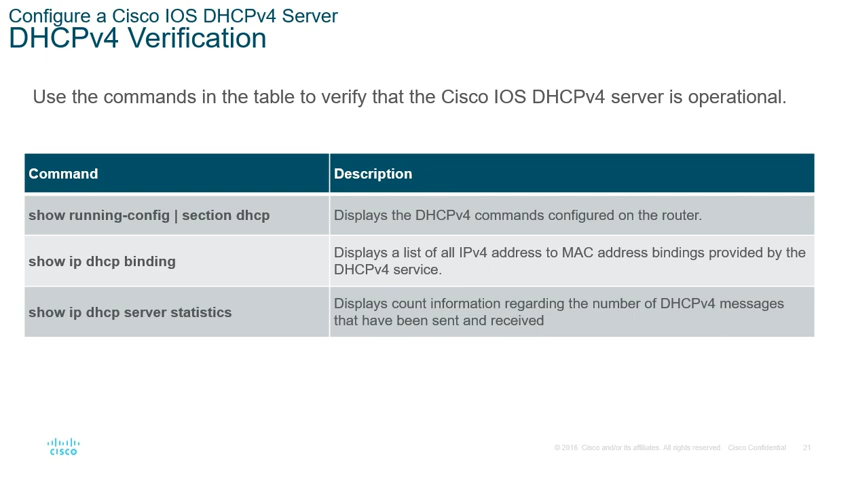 Configure a Cisco IOS DHCPv4 Server
DHCPv4 Verification
Use the commands in the table to verify that the Cisco IOS DHCPv4 server is operational.
Command
Description
show running-config | section dhcp
Displays the DHCPv4 commands configured on the router.
show ip dhcp binding
Displays a list of all IPv4 address to MAC address bindings provided by the
DHCPv4 service.
show ip dhcp server statistics
Displays count information regarding the number of DHCPv4 messages
that have been sent and received
cisco
© 2016 Cisco and/or its affiliates. All rights reserved. Cisco Confidential
21